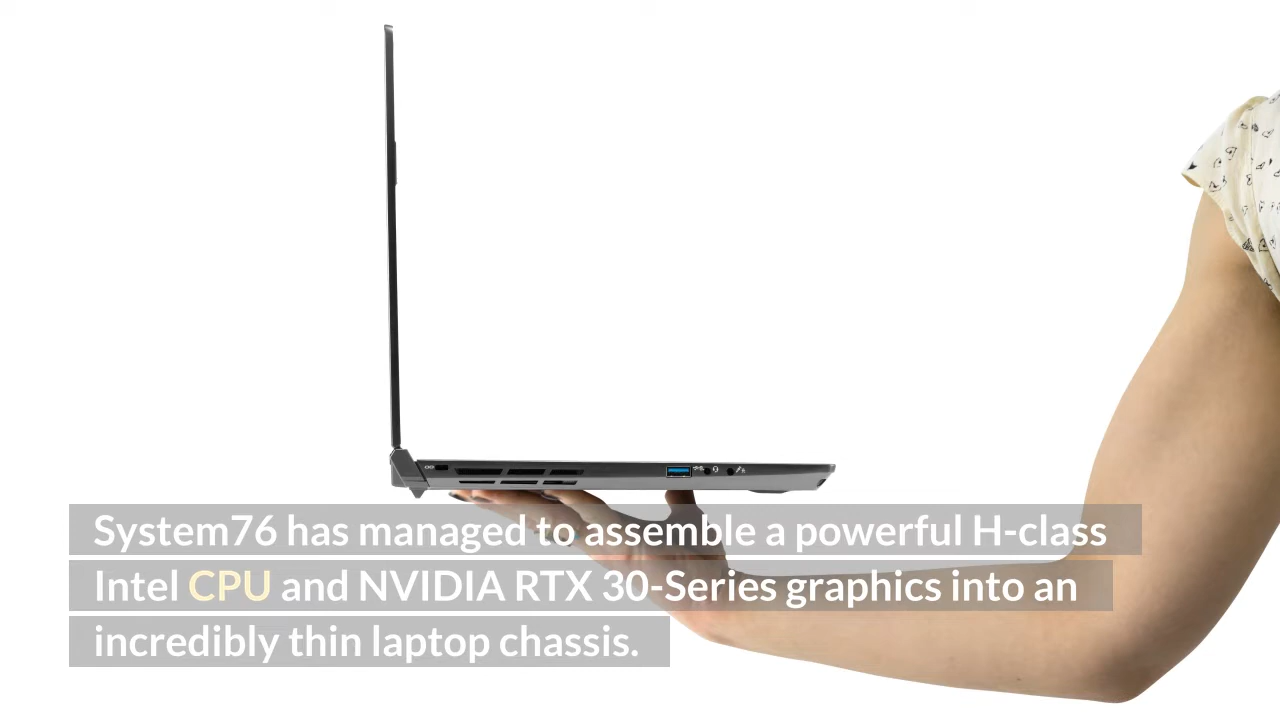 System76 has managed to assemble a powerful H-class
Intel CPU and NVIDIA RTX 30-Series graphics into an
incredibly thin laptop chassis.